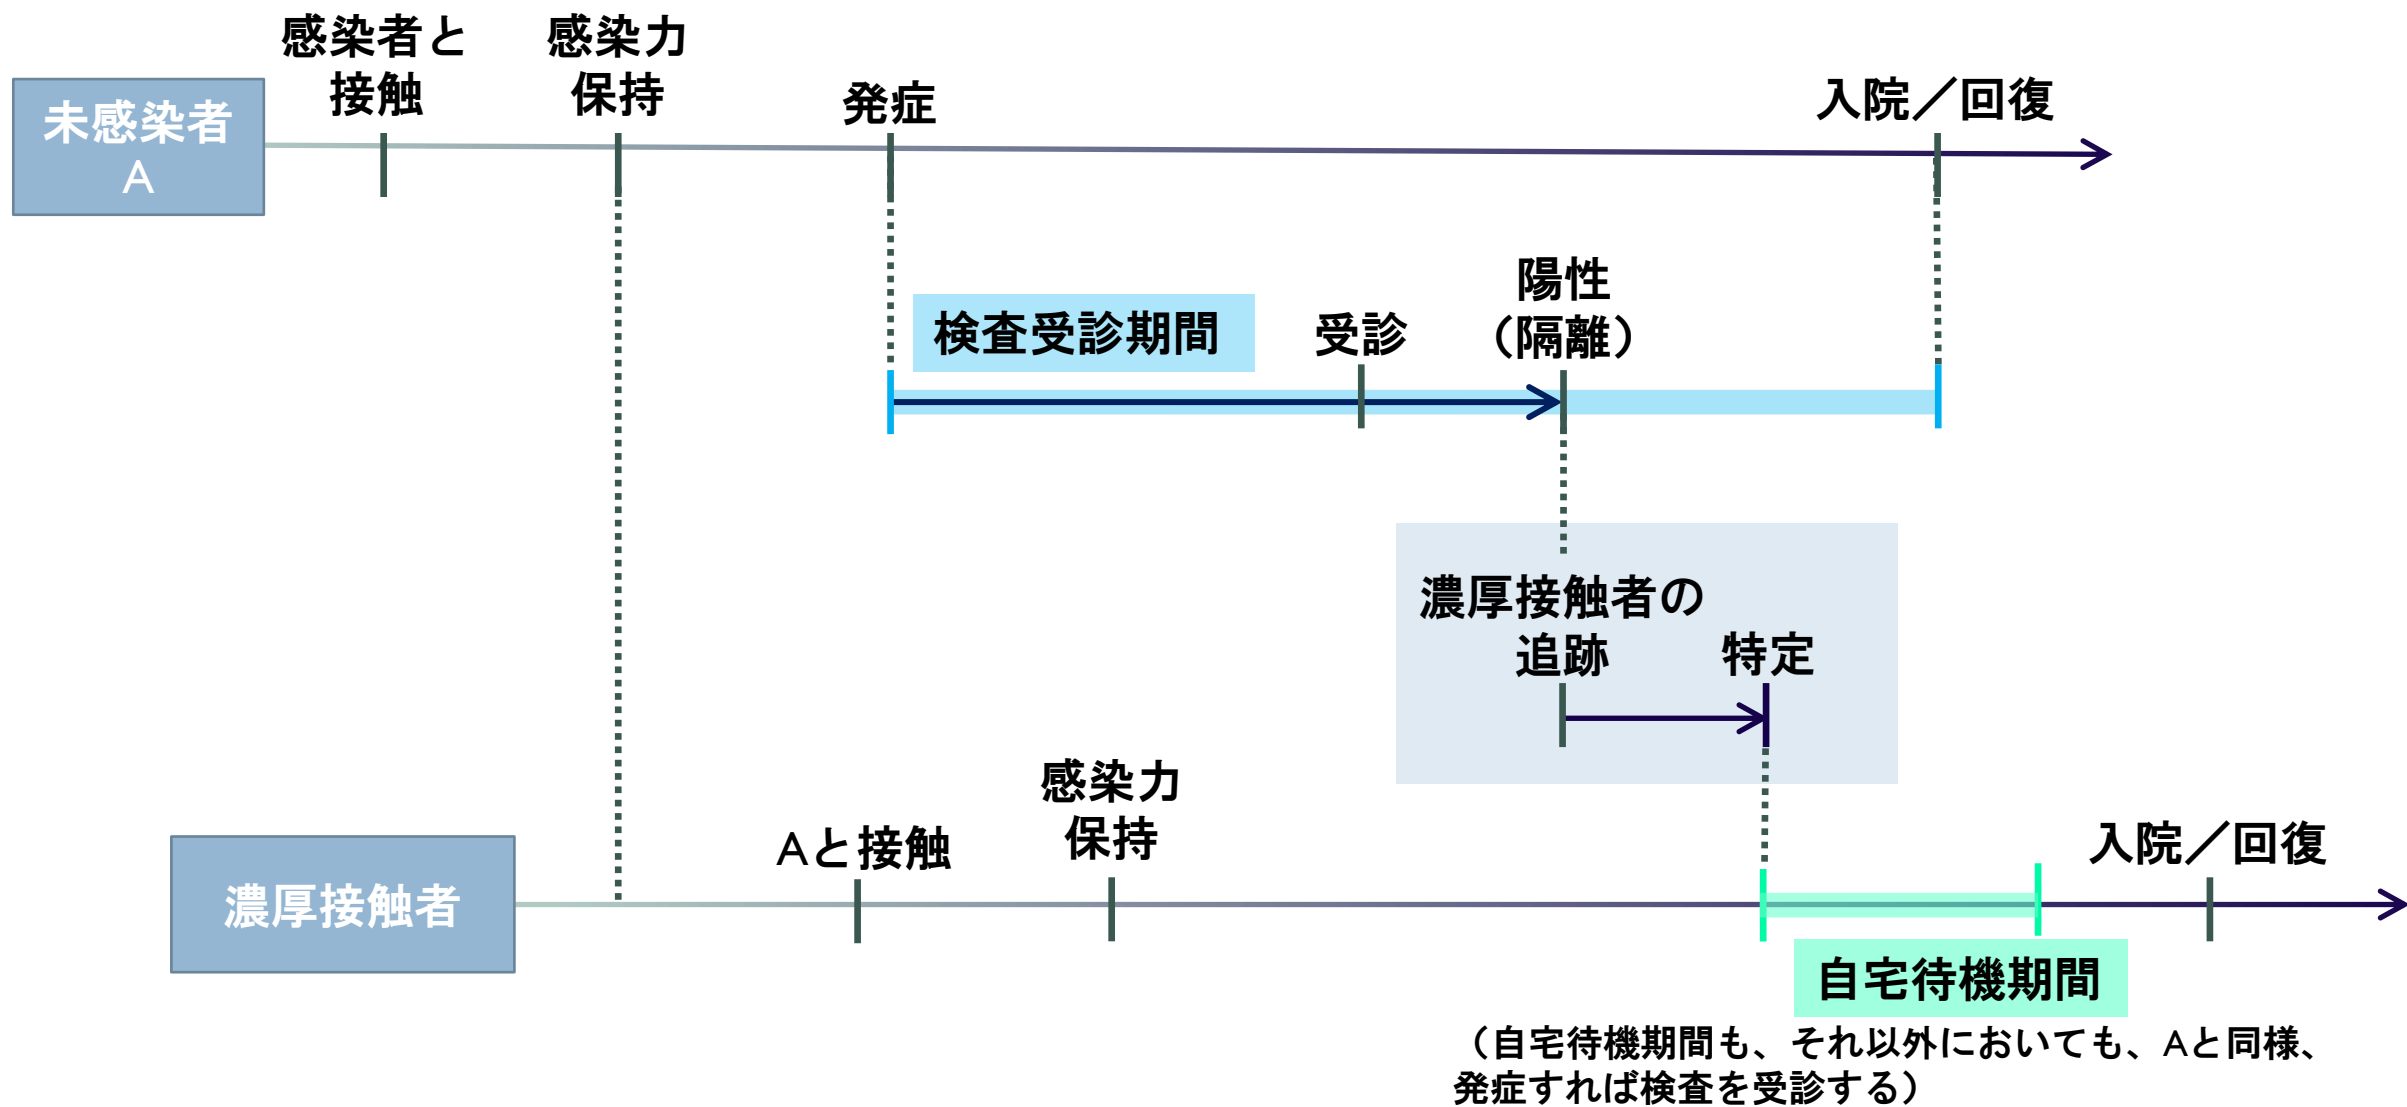 感染者と
接触
感染力
保持
発症
入院／回復
未感染者
A
検査受診期間
受診
陽性
（隔離）
濃厚接触者の
追跡
特定
Aと接触
感染力
保持
入院／回復
濃厚接触者
自宅待機期間
（自宅待機期間も、それ以外においても、Aと同様、
発症すれば検査を受診する）